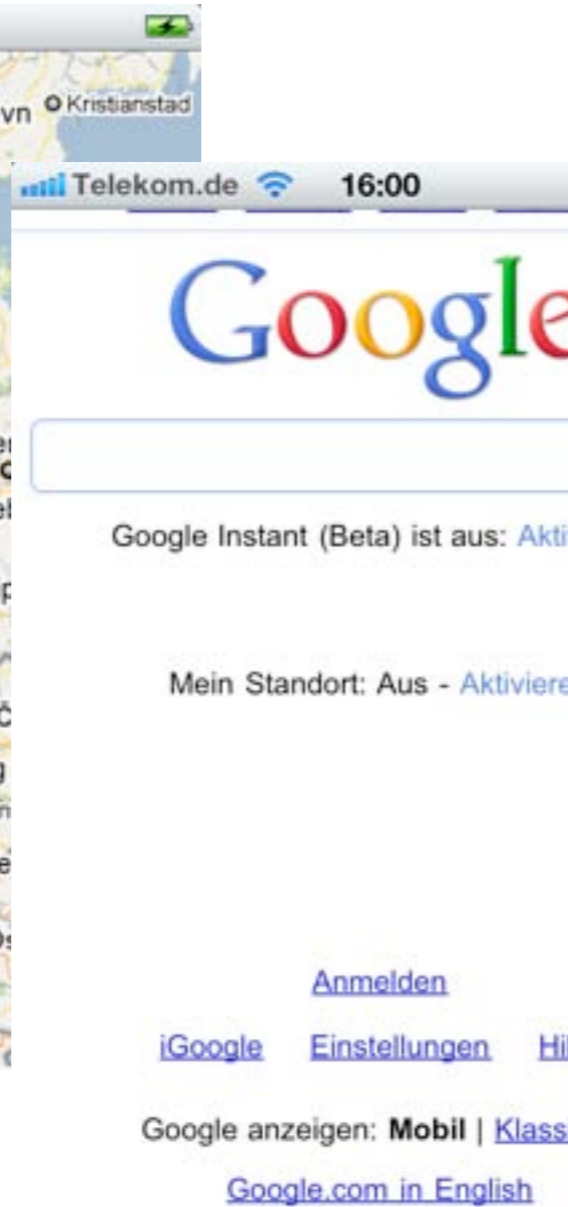 Kristianstad
Telekom.de 16:00
Google
Google Instant (Beta) ist aus:
Mein Standort: Aus -
Anmelden
iGoogle Einstellungen
Google anzeigen: Mobil |
Google.com in English